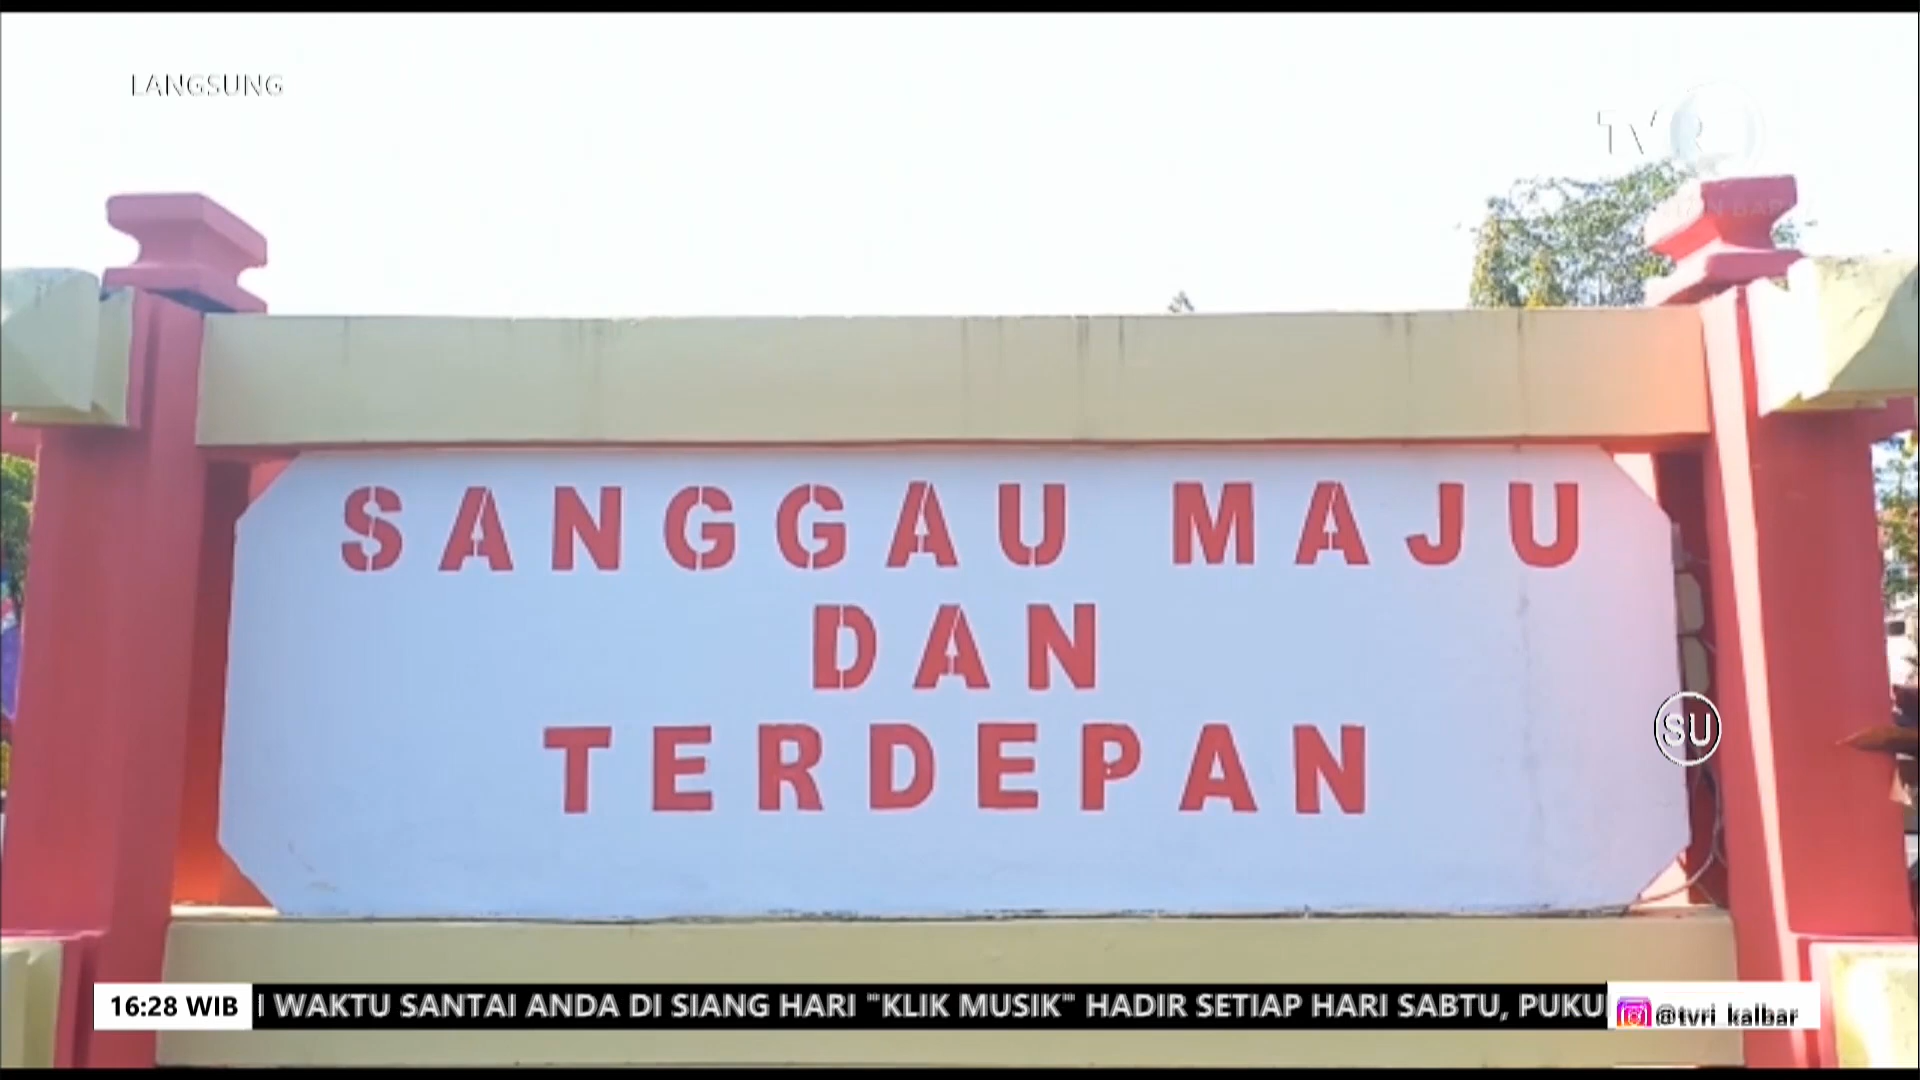 LANGSUNG
TVRI
SANGGAU MAJU
DAN
TERDEPAN
SU
16:28 WIB
I WAKTU SANTAI ANDA DI SIANG HARI "KLIK MUSIK" HADIR SETIAP HARI SABTU, PUKU
@tvri_kalbar